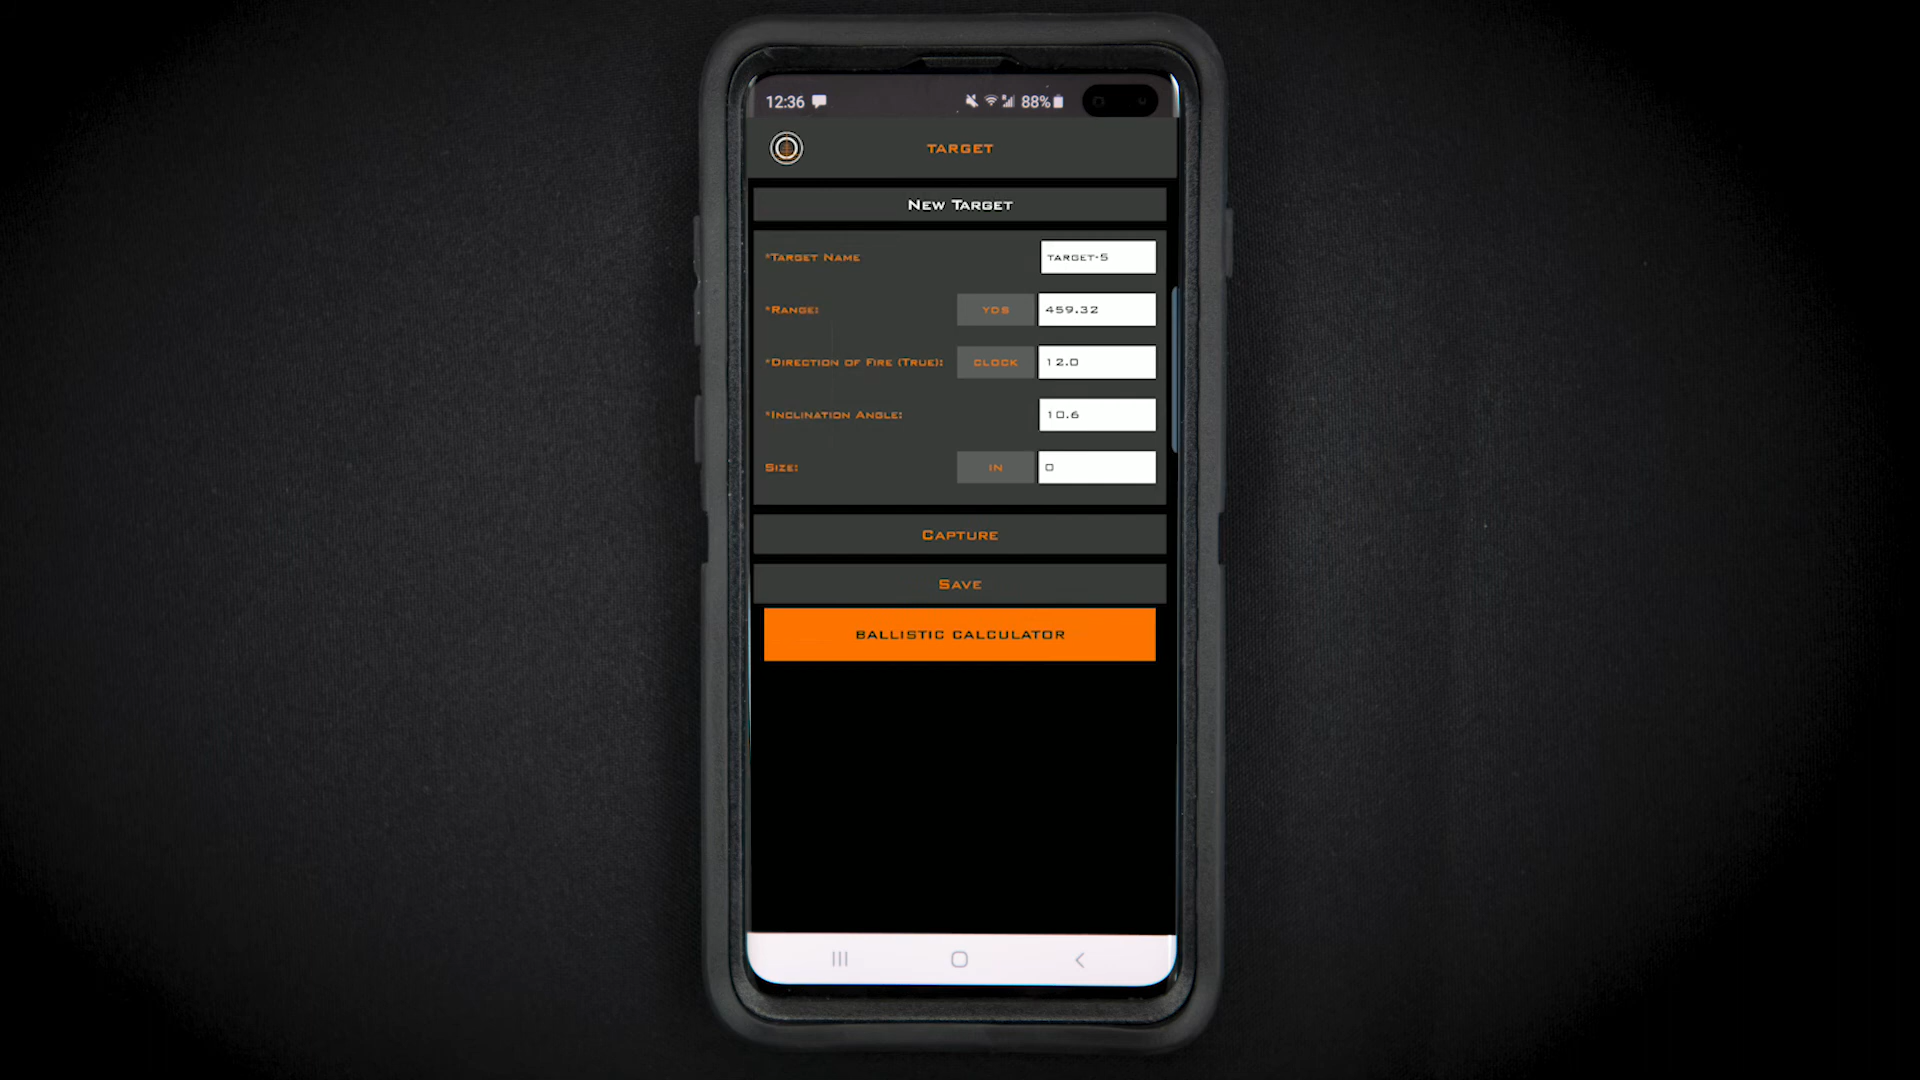 12:36 88%
TARGET
NEW TARGET
*TARGET NAME TARGET-5
*RANGE: YDS 459.32
*DIRECTION OF FIRE (TRUE): CLOCK 12.0
*INCLINATION ANGLE: 10.6
SIZE: IN 0
CAPTURE
SAVE
BALLISTIC CALCULATOR